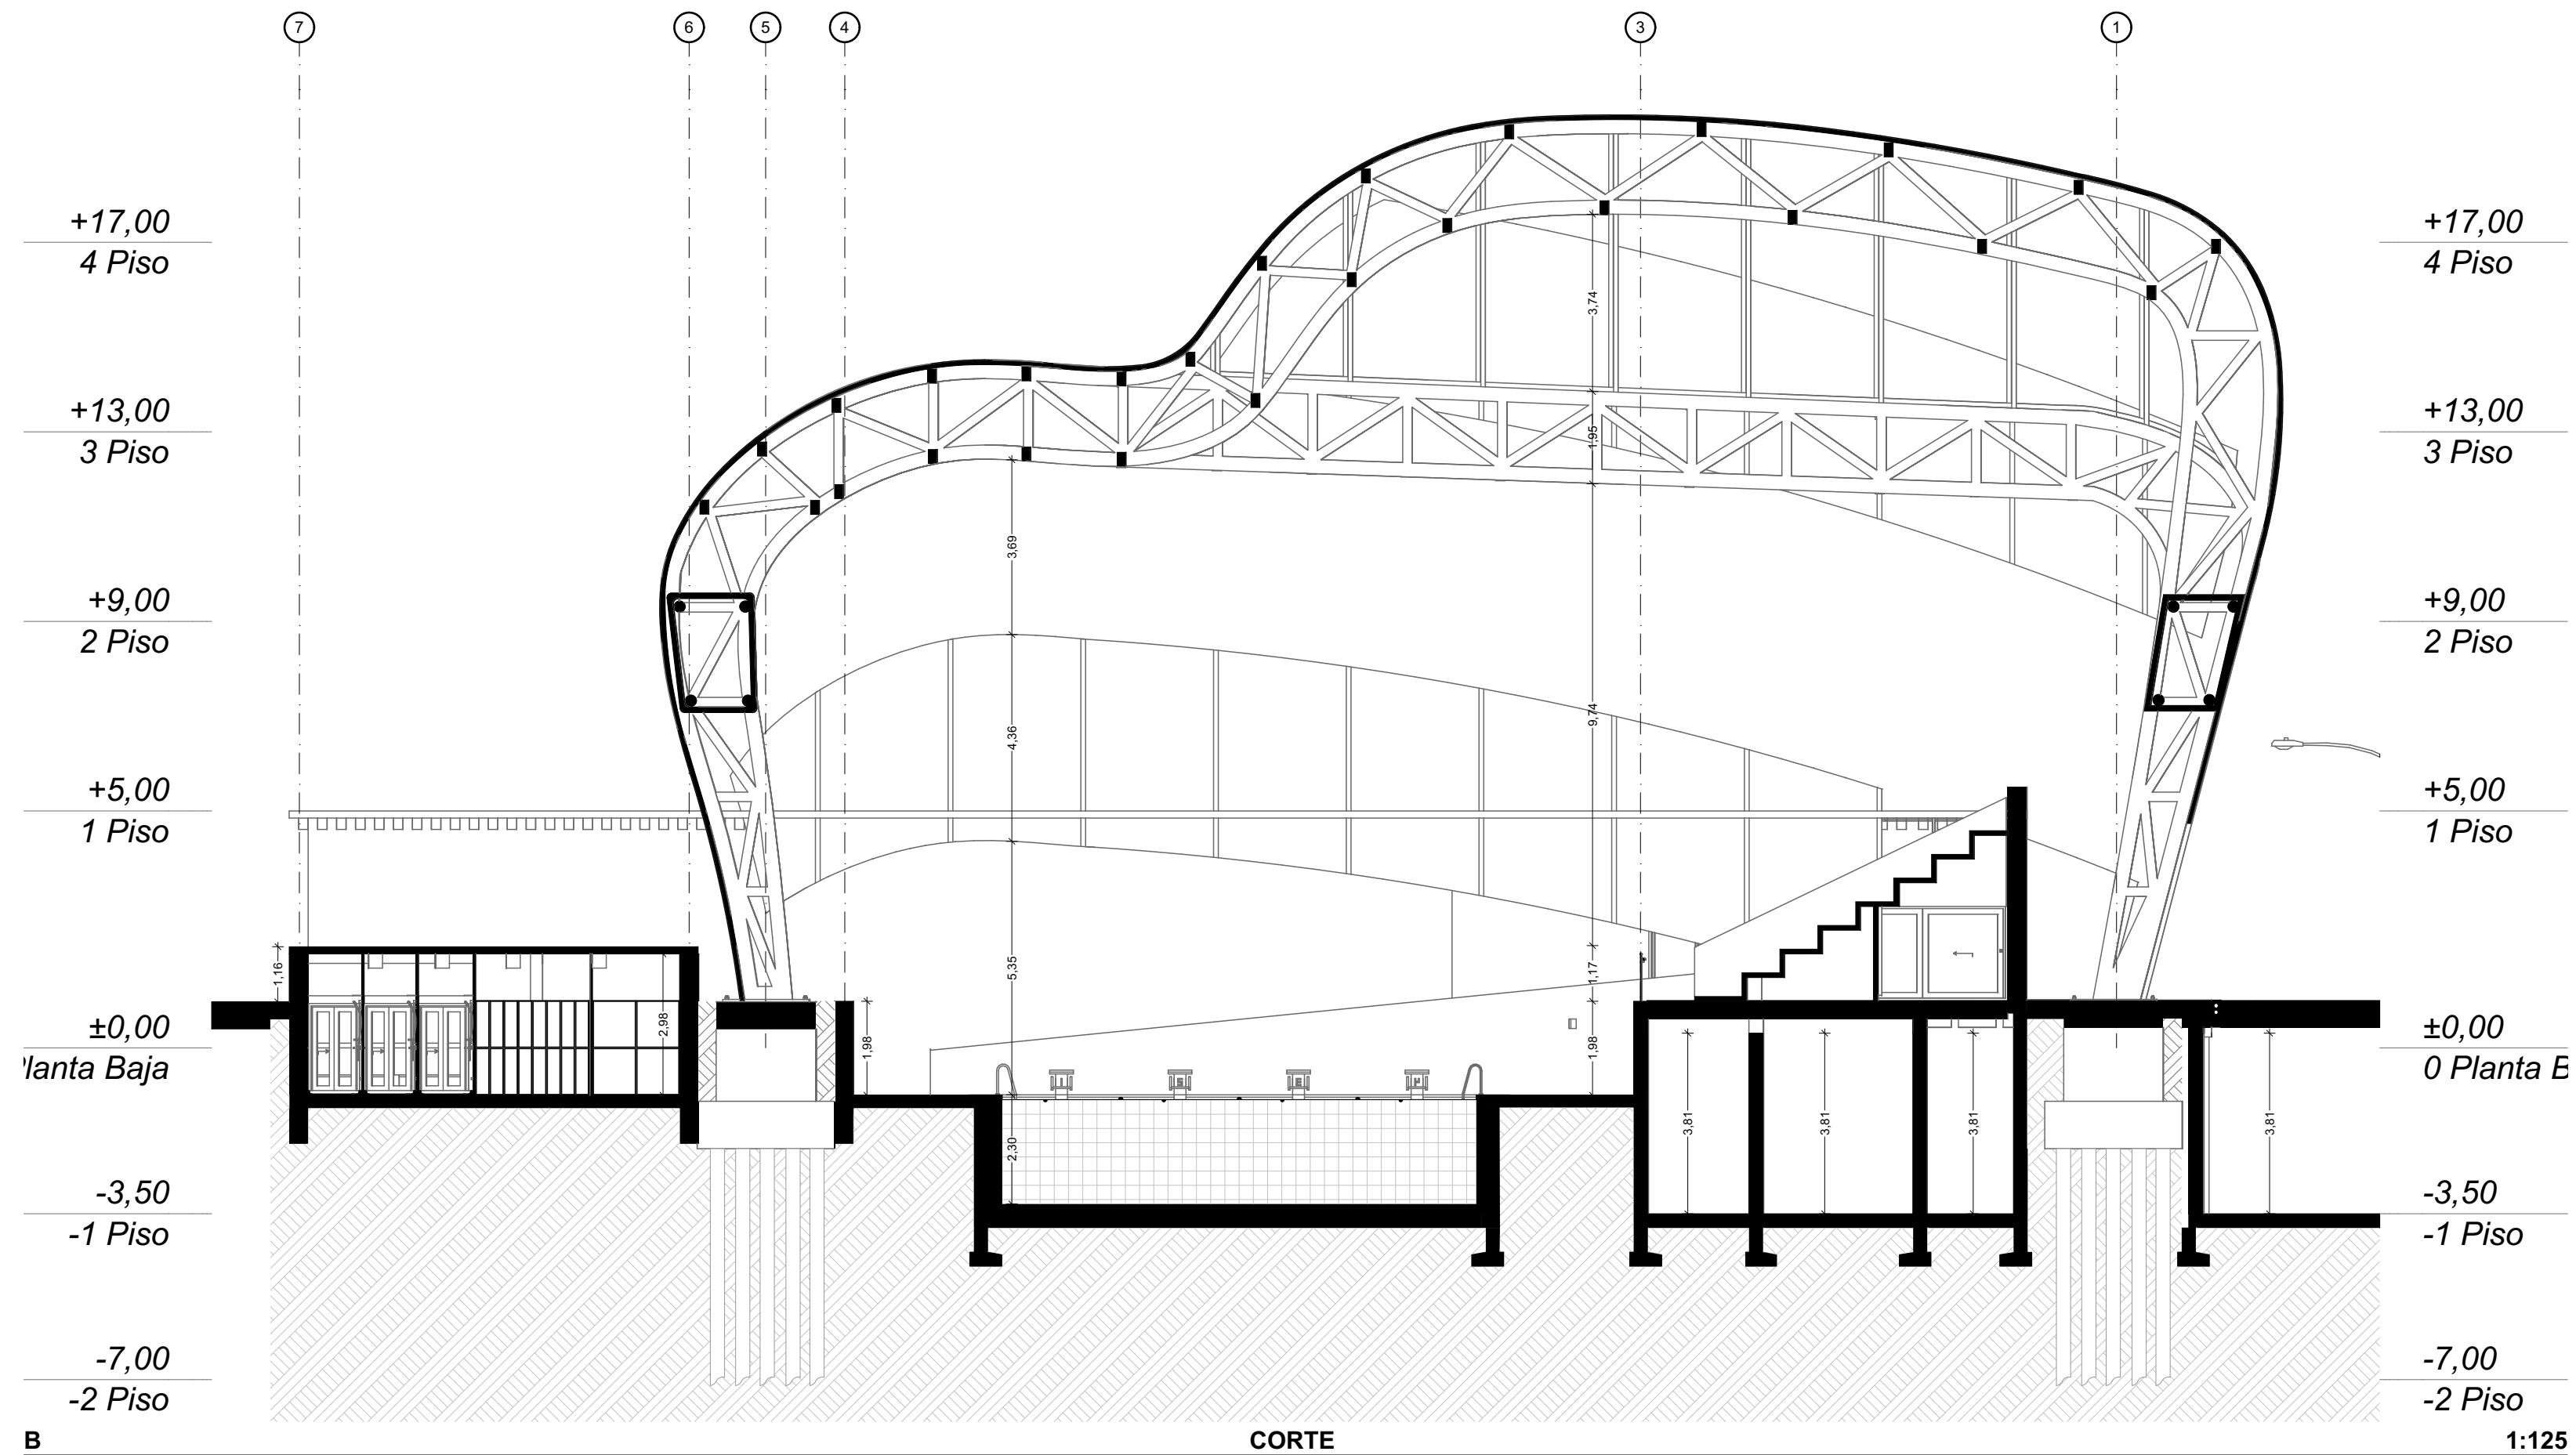 7
6
5
4
3
1
+17,00
4 Piso
+17,00
4 Piso
3,74
+13,00
3 Piso
+13,00
3 Piso
1,95
3,69
+9,00
2 Piso
+9,00
2 Piso
9,74
4,36
+5,00
1 Piso
+5,00
1 Piso
1,16
5,35
1,17
2,98
1,98
1,98
±0,00
lanta Baja
±0,00
0 Planta B
2,30
3,81
3,81
3,81
3,81
-3,50
-1 Piso
-3,50
-1 Piso
-7,00
-2 Piso
-7,00
-2 Piso
B
CORTE
1:125